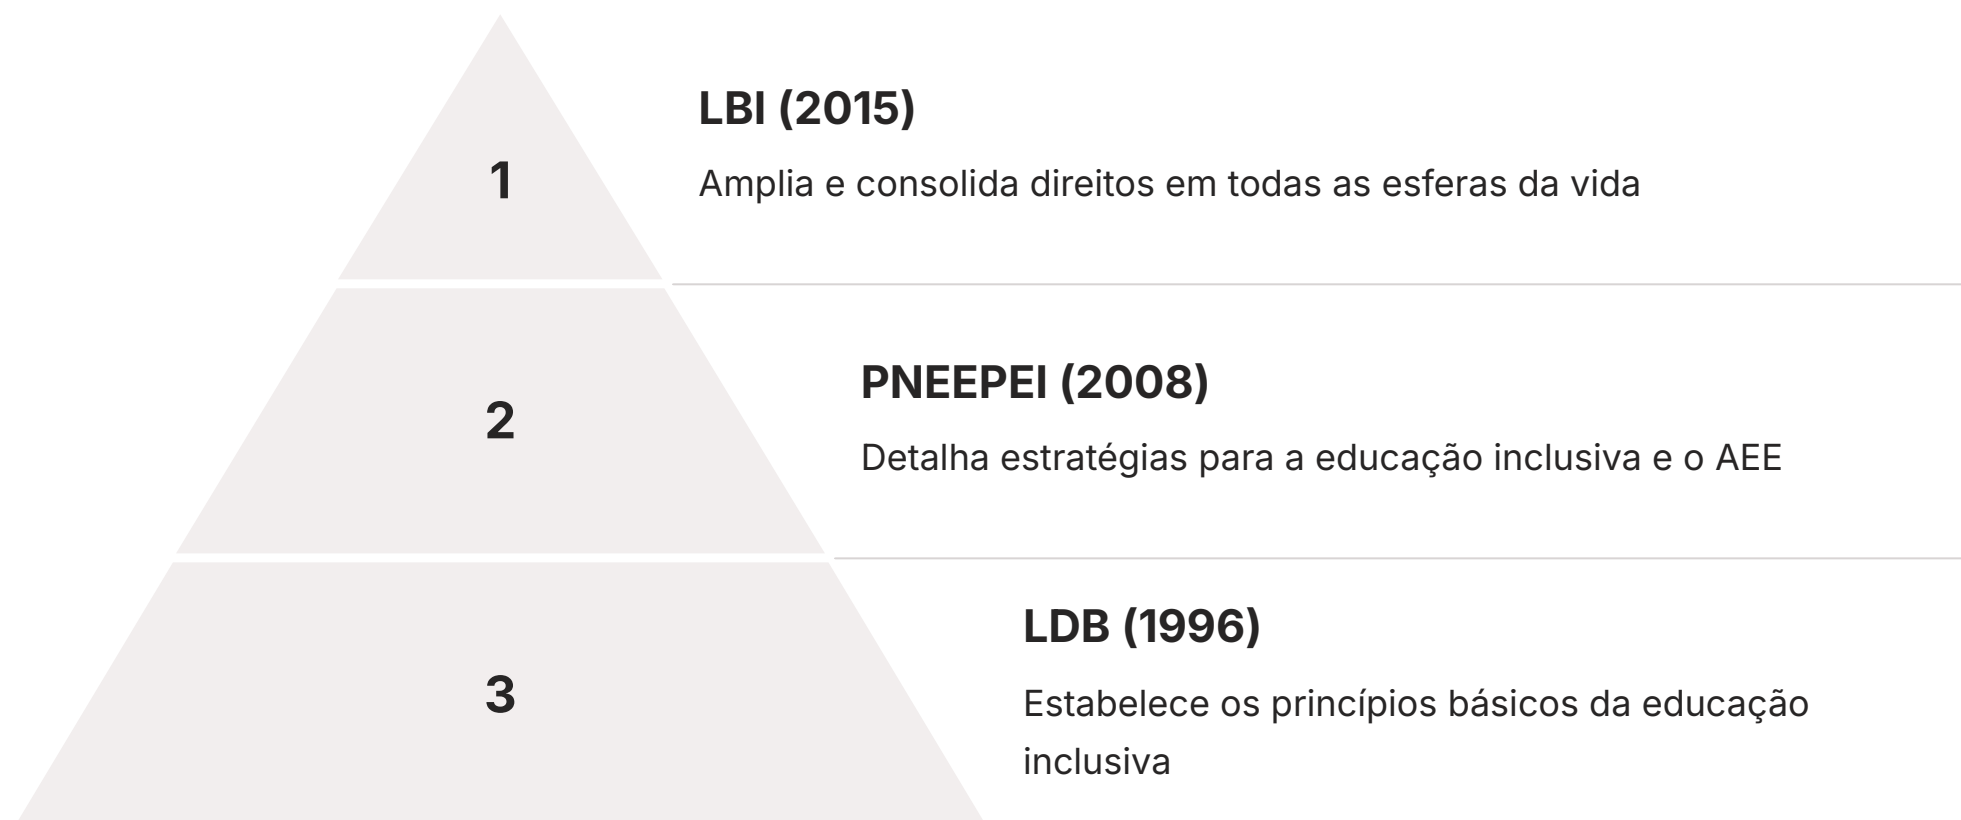 1
LBI (2015)
Amplia e consolida direitos em todas as esferas da vida
2
PNEEPEI (2008)
Detalha estratégias para a educação inclusiva e o AEE
3
LDB (1996)
Estabelece os princípios básicos da educação
inclusiva